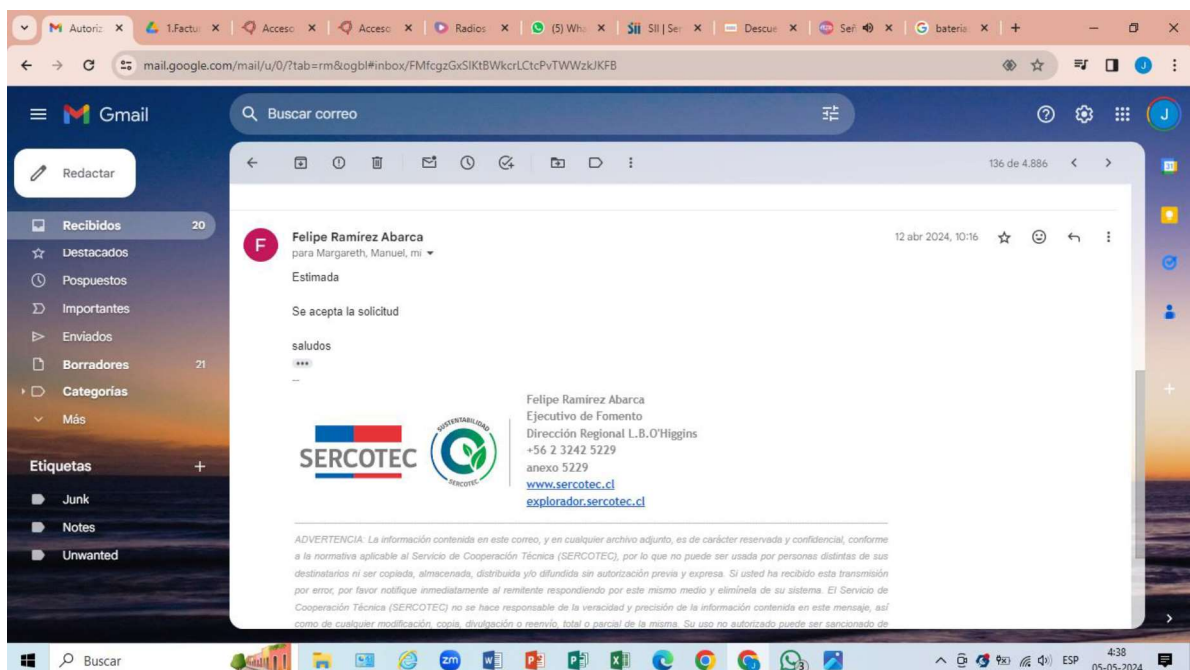 Autoriz
1.Factu
Acceso
Acceso
Radios
(5) Wha
Sii SII | Ser
Descue
Señ
bateria
mail.google.com/mail/u/0/?tab=rm&ogbl#inbox/FMfcgzGxSlKtBWkcrLCtcPvTWWzkJKFB
J
Gmail
Buscar correo
J
Redactar
136 de 4.886
31
Recibidos 20
Destacados
Pospuestos
Importantes
Enviados
Borradores 21
Categorías
Más
Etiquetas
Junk
Notes
Unwanted
F
Felipe Ramírez Abarca
12 abr 2024, 10:16
para Margareth, Manuel, mi
Estimada
Se acepta la solicitud
saludos
--
SERCOTEC
SUSTENTABILIDAD
SERCOTEC
Felipe Ramírez Abarca
Ejecutivo de Fomento
Dirección Regional L.B.O'Higgins
+56 2 3242 5229
anexo 5229
www.sercotec.cl
explorador.sercotec.cl
ADVERTENCIA: La información contenida en este correo, y en cualquier archivo adjunto, es de carácter reservada y confidencial, conforme
a la normativa aplicable al Servicio de Cooperación Técnica (SERCOTEC), por lo que no puede ser usada por personas distintas de sus
destinatarios ni ser copiada, almacenada, distribuida y/o difundida sin autorización previa y expresa. Si usted ha recibido esta transmisión
por error, por favor notifique inmediatamente al remitente respondiendo por este mismo medio y elimínela de su sistema. El Servicio de
Cooperación Técnica (SERCOTEC) no se hace responsable de la veracidad y precisión de la información contenida en este mensaje, así
como de cualquier modificación, copia, divulgación o reenvío, total o parcial de la misma. Su uso no autorizado puede ser sancionado de
Buscar
zoom
ESP
4:38
05-05-2024